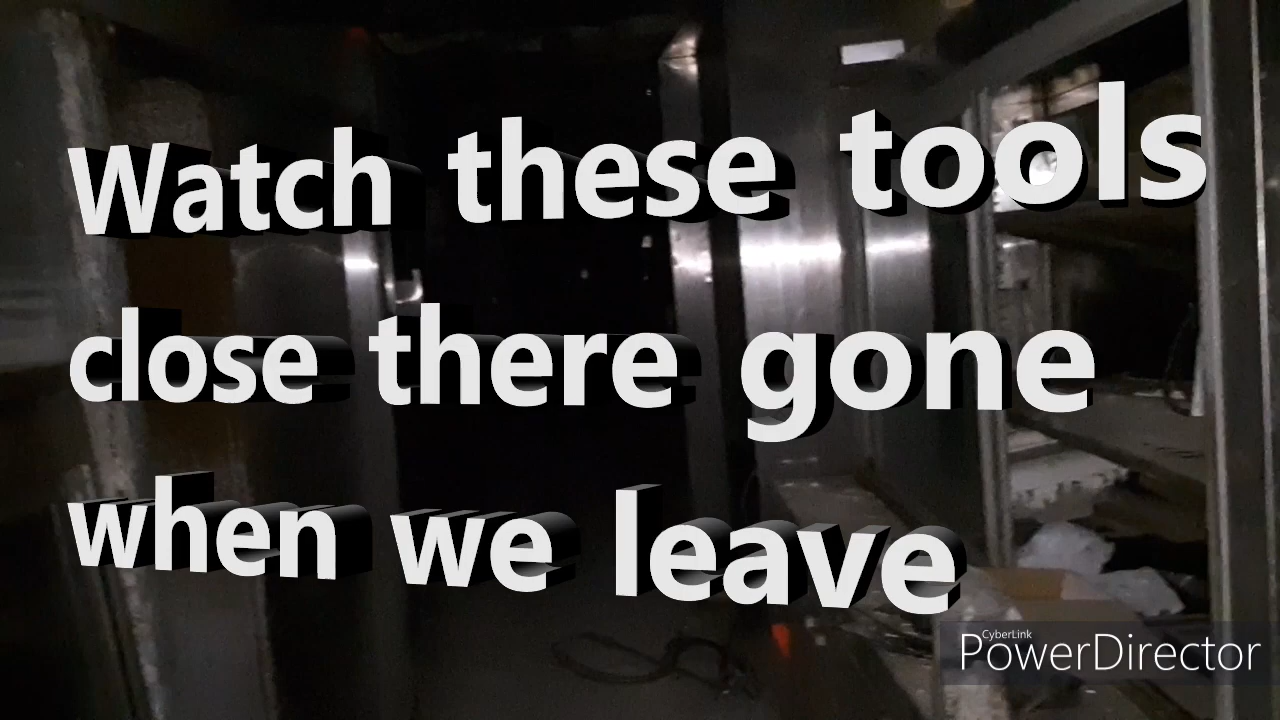 Watch these tools
close there gone
when we leave
CyberLink
PowerDirector